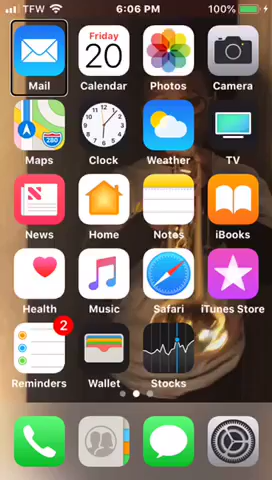 TFW 6:06 PM 100%
Friday
20
Mail Calendar Photos Camera
280
Maps Clock Weather TV
News Home Notes iBooks
Health Music Safari iTunes Store
2
Reminders Wallet Stocks